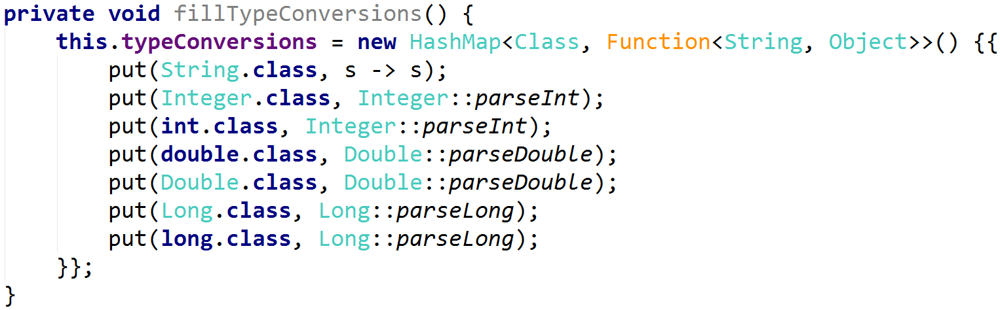 private void fillTypeConversions() {
    this.typeConversions = new HashMap<Class, Function<String, Object>>() {{
        put(String.class, s -> s);
        put(Integer.class, Integer::parseInt);
        put(int.class, Integer::parseInt);
        put(double.class, Double::parseDouble);
        put(Double.class, Double::parseDouble);
        put(Long.class, Long::parseLong);
        put(long.class, Long::parseLong);
    }};
}